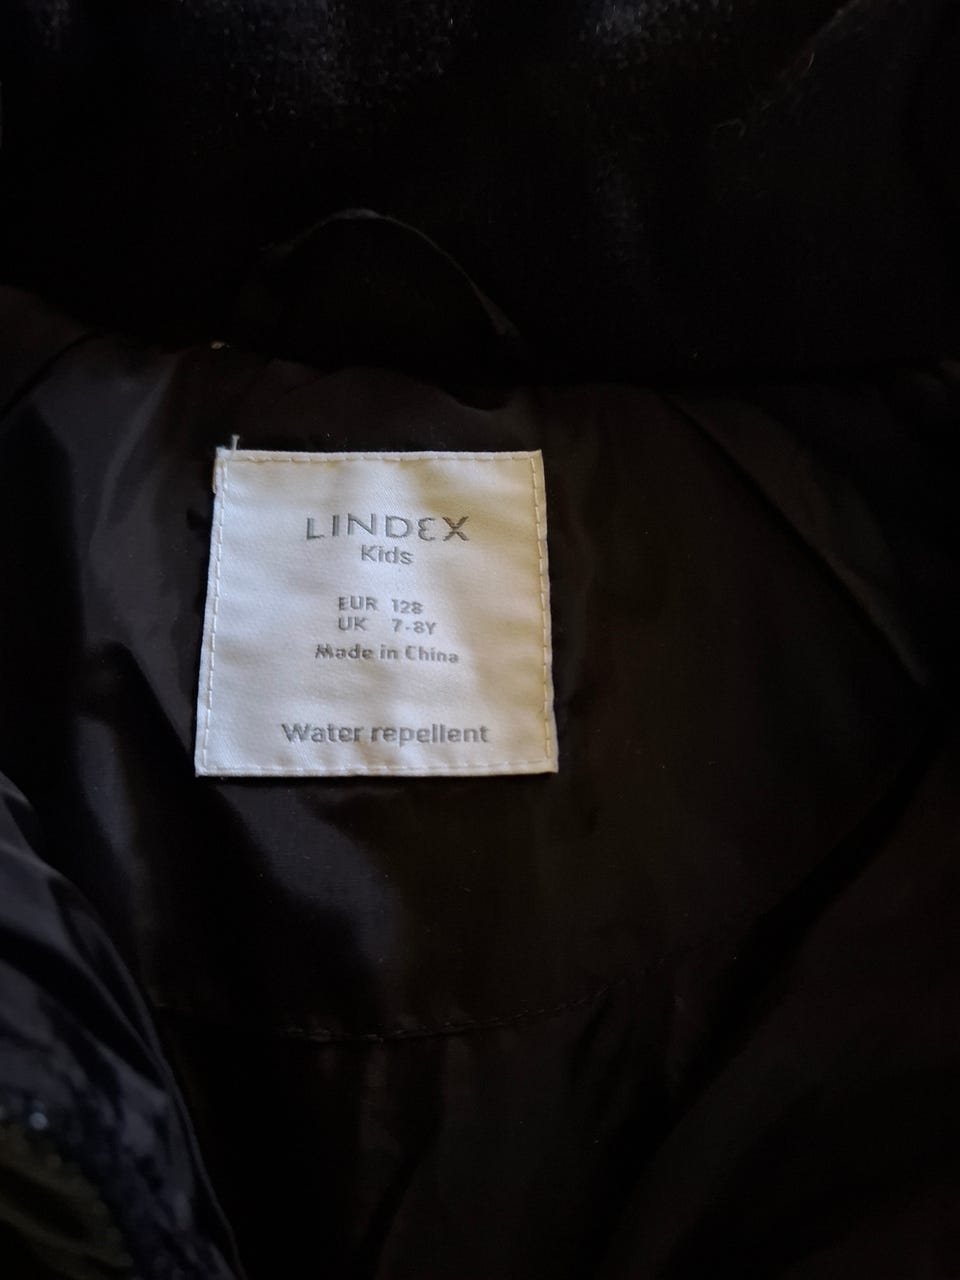 LINDEX
Kids
EUR 128
UK 7-8Y
Made in China
Water repellent